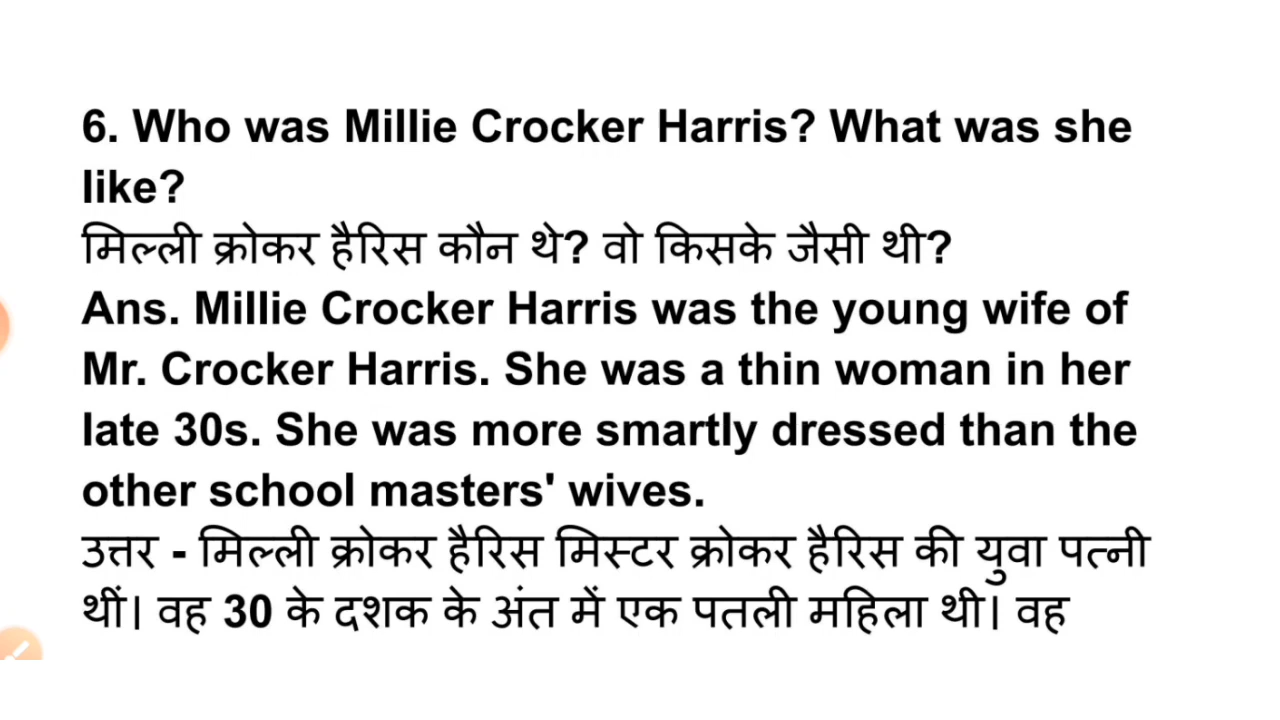 6. Who was Millie Crocker Harris? What was she
like?
मिल्ली क्रोकर हैरिस कौन थे? वो किसके जैसी थी?
Ans. Millie Crocker Harris was the young wife of
Mr. Crocker Harris. She was a thin woman in her
late 30s. She was more smartly dressed than the
other school masters' wives.
उत्तर - मिल्ली क्रोकर हैरिस मिस्टर क्रोकर हैरिस की युवा पत्नी
थीं। वह 30 के दशक के अंत में एक पतली महिला थी। वह